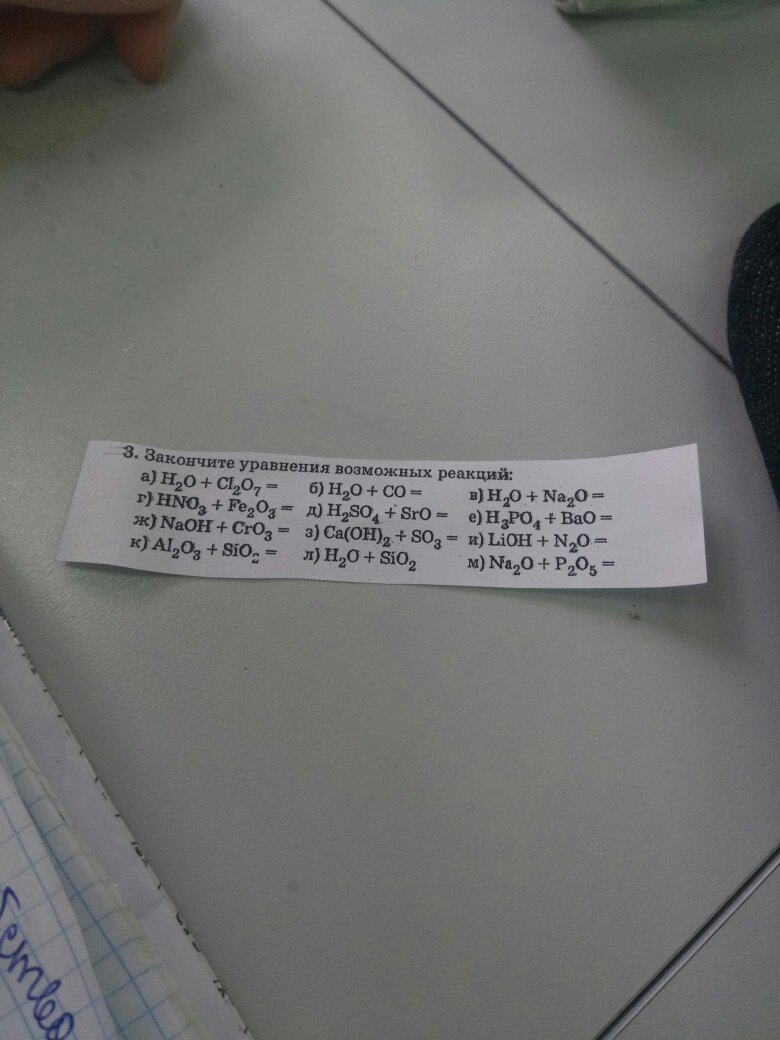 3. Закончите уравнения возможных реакций:
а) H₂O + Cl₂O₇ = б) H₂O + CO = в) H₂O + Na₂O =
г) HNO₃ + Fe₂O₃ = д) H₂SO₄ + SrO = е) H₃PO₄ + BaO =
ж) NaOH + CrO₃ = з) Ca(OH)₂ + SO₃ = и) LiOH + N₂O =
к) Al₂O₃ + SiO₂ = л) H₂O + SiO₂ м) Na₂O + P₂O₅ =